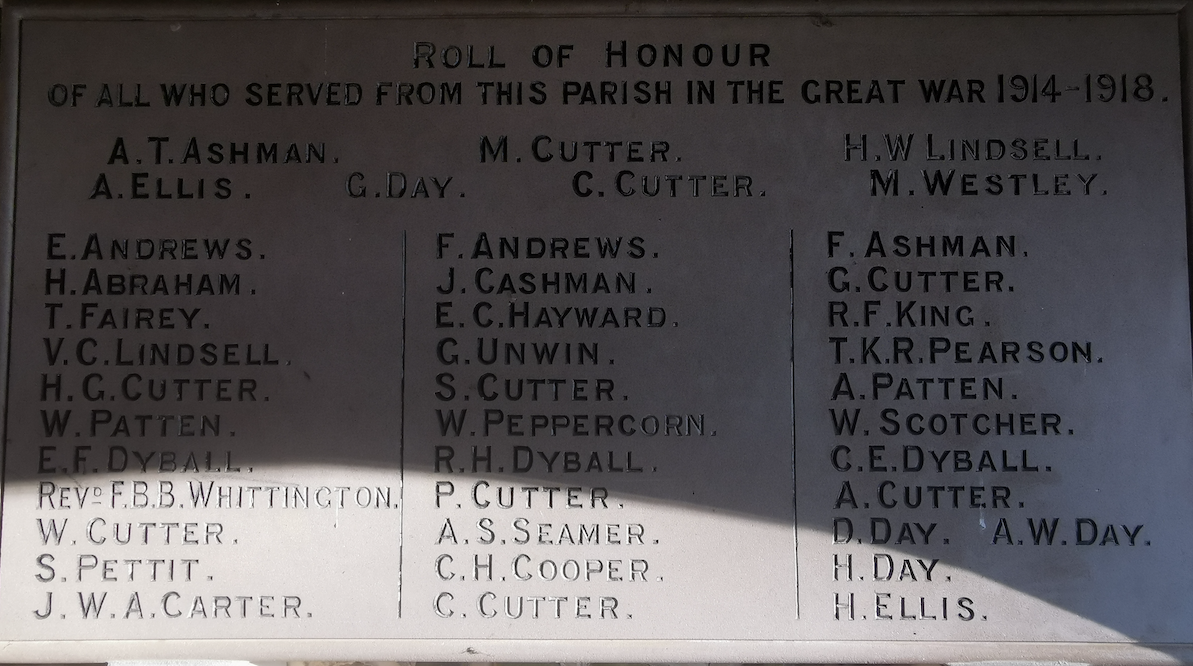 ROLL OF HONOUR
OF ALL WHO SERVED FROM THIS PARISH IN THE GREAT WAR 1914-1918.
A.T.ASHMAN. M.CUTTER. H.W LINDSELL.
A.ELLIS. G.DAY. C.CUTTER. M.WESTLEY.
E.ANDREWS.
H.ABRAHAM.
T.FAIREY.
V.C.LINDSELL.
H.G.CUTTER.
W.PATTEN.
E.F.DYBALL.
REVD F.B.B.WHITTINGTON.
W.CUTTER.
S.PETTIT.
J.W.A.CARTER.
F.ANDREWS.
J.CASHMAN.
E.C.HAYWARD.
G.UNWIN.
S.CUTTER.
W.PEPPERCORN.
R.H.DYBALL.
P.CUTTER.
A.S.SEAMER.
C.H.COOPER.
C.CUTTER.
F.ASHMAN.
G.CUTTER.
R.F.KING.
T.K.R.PEARSON.
A.PATTEN.
W.SCOTCHER.
C.E.DYBALL.
A.CUTTER.
D.DAY. A.W.DAY.
H.DAY.
H.ELLIS.